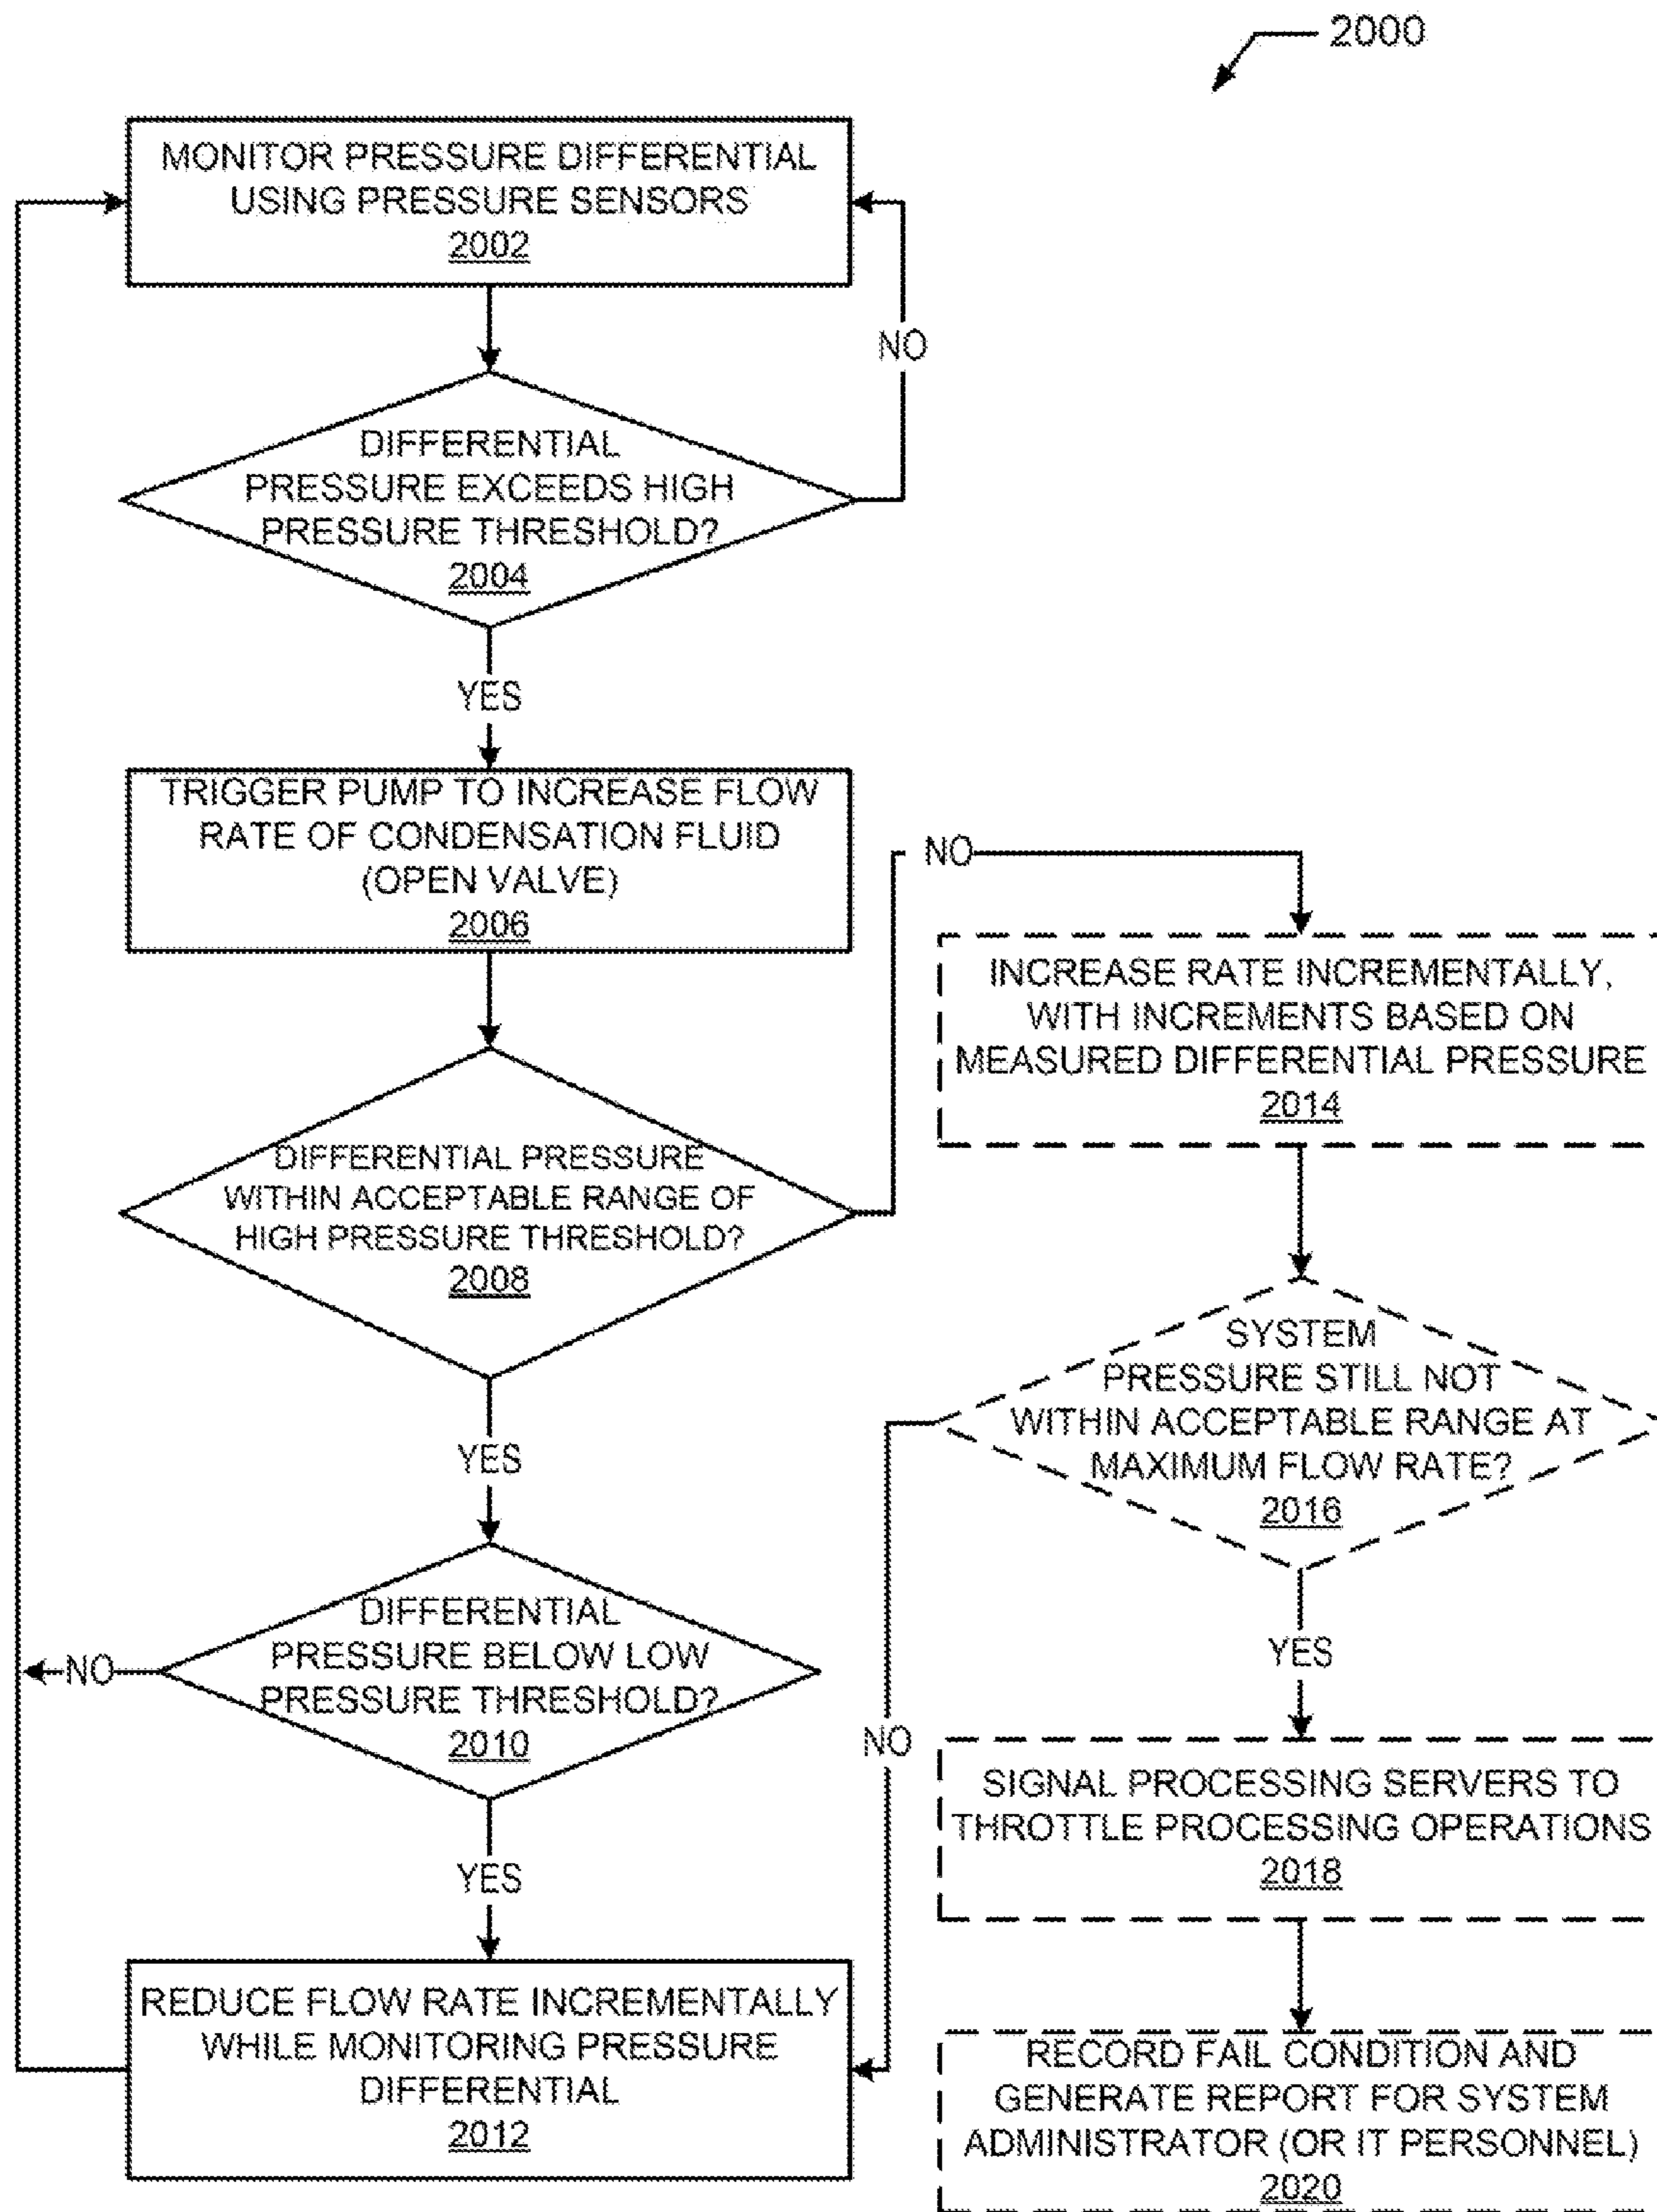 2000
MONITOR PRESSURE DIFFERENTIAL
USING PRESSURE SENSORS
2002
NO
DIFFERENTIAL
PRESSURE EXCEEDS HIGH
PRESSURE THRESHOLD?
2004
YES
TRIGGER PUMP TO INCREASE FLOW
RATE OF CONDENSATION FLUID
(OPEN VALVE)
2006
NO
INCREASE RATE INCREMENTALLY,
WITH INCREMENTS BASED ON
MEASURED DIFFERENTIAL PRESSURE
2014
DIFFERENTIAL PRESSURE
WITHIN ACCEPTABLE RANGE OF
HIGH PRESSURE THRESHOLD?
2008
SYSTEM
PRESSURE STILL NOT
WITHIN ACCEPTABLE RANGE AT
MAXIMUM FLOW RATE?
2016
YES
DIFFERENTIAL
PRESSURE BELOW LOW
PRESSURE THRESHOLD?
2010
NO
YES
NO
SIGNAL PROCESSING SERVERS TO
THROTTLE PROCESSING OPERATIONS
2018
YES
REDUCE FLOW RATE INCREMENTALLY
WHILE MONITORING PRESSURE
DIFFERENTIAL
2012
RECORD FAIL CONDITION AND
GENERATE REPORT FOR SYSTEM
ADMINISTRATOR (OR IT PERSONNEL)
2020